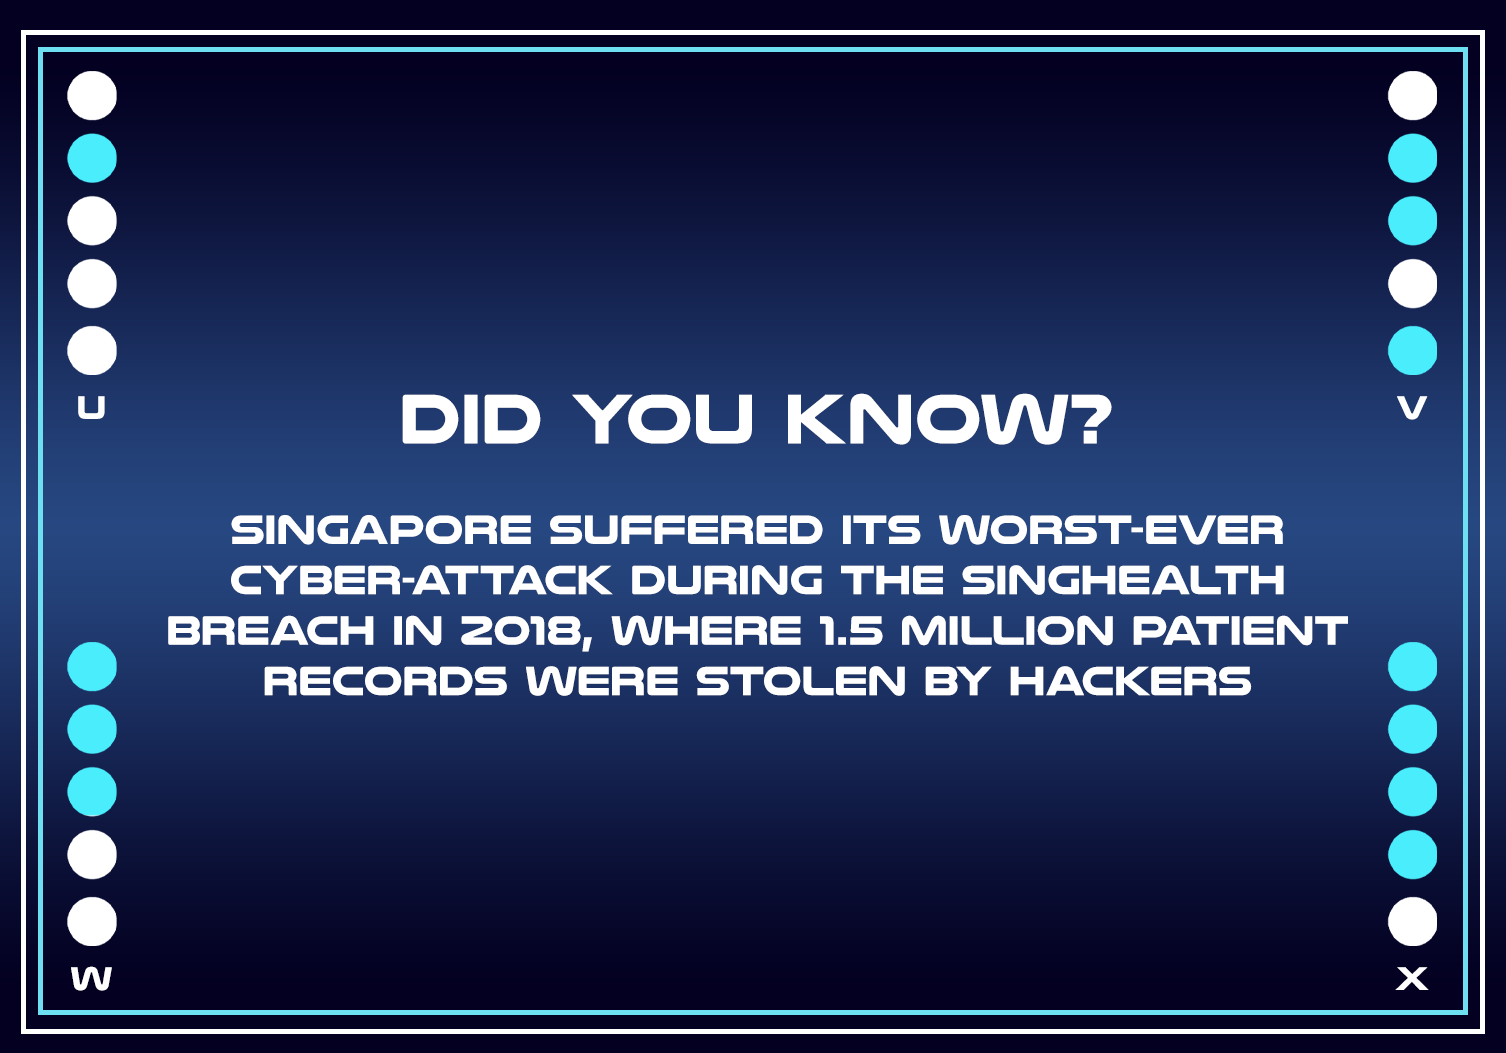 U
V
DID YOU KNOW?
SINGAPORE SUFFERED ITS WORST-EVER
CYBER-ATTACK DURING THE SINGHEALTH
BREACH IN 2018, WHERE 1.5 MILLION PATIENT
RECORDS WERE STOLEN BY HACKERS
W
X